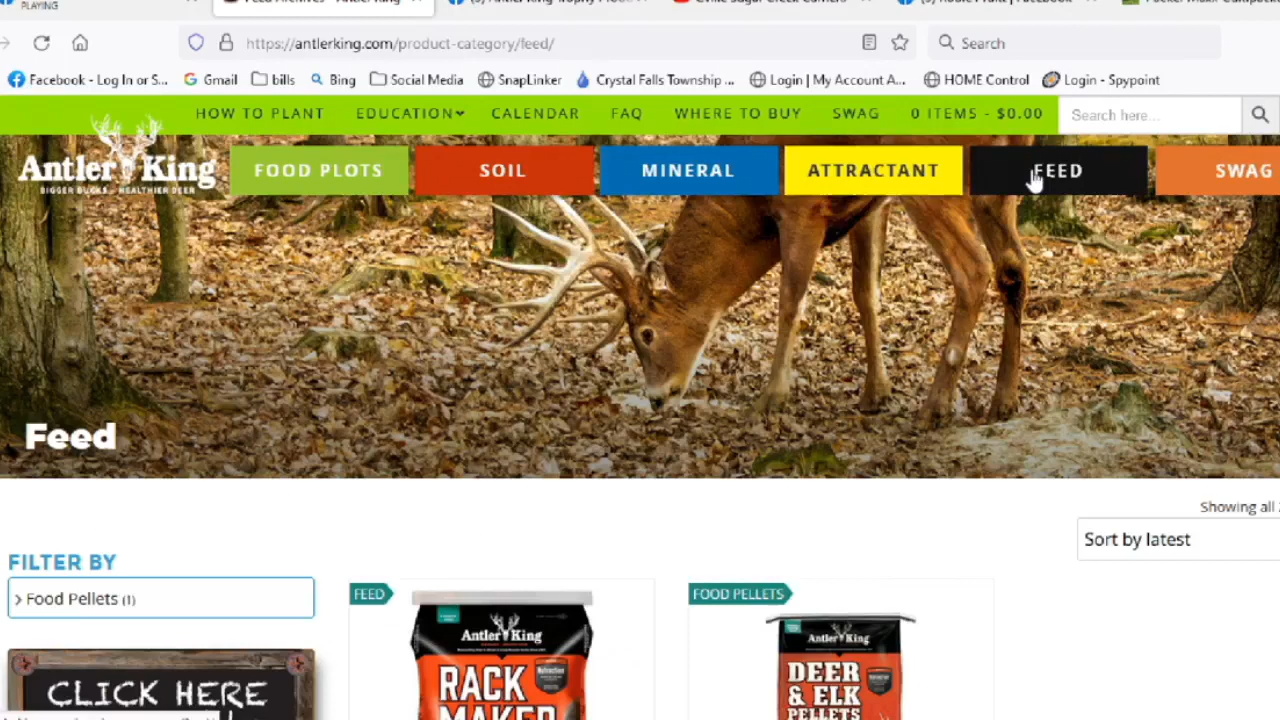 PLAYING
https://antlerking.com/product-category/feed/
Search
Facebook - Log In or S...
Gmail
bills
Bing
Social Media
SnapLinker
Crystal Falls Township ...
Login | My Account A...
HOME Control
Login - Spypoint
HOW TO PLANT
EDUCATION
CALENDAR
FAQ
WHERE TO BUY
SWAG
0 ITEMS - $0.00
Search here...
Antler King
BIGGER BUCKS - HEALTHIER DEER
FOOD PLOTS
SOIL
MINERAL
ATTRACTANT
FEED
SWAG
Feed
Showing all
Sort by latest
FILTER BY
Food Pellets (1)
FEED
Antler King
RACK
MAKER
FOOD PELLETS
Antler King
DEER
& ELK
PELLETS
CLICK HERE